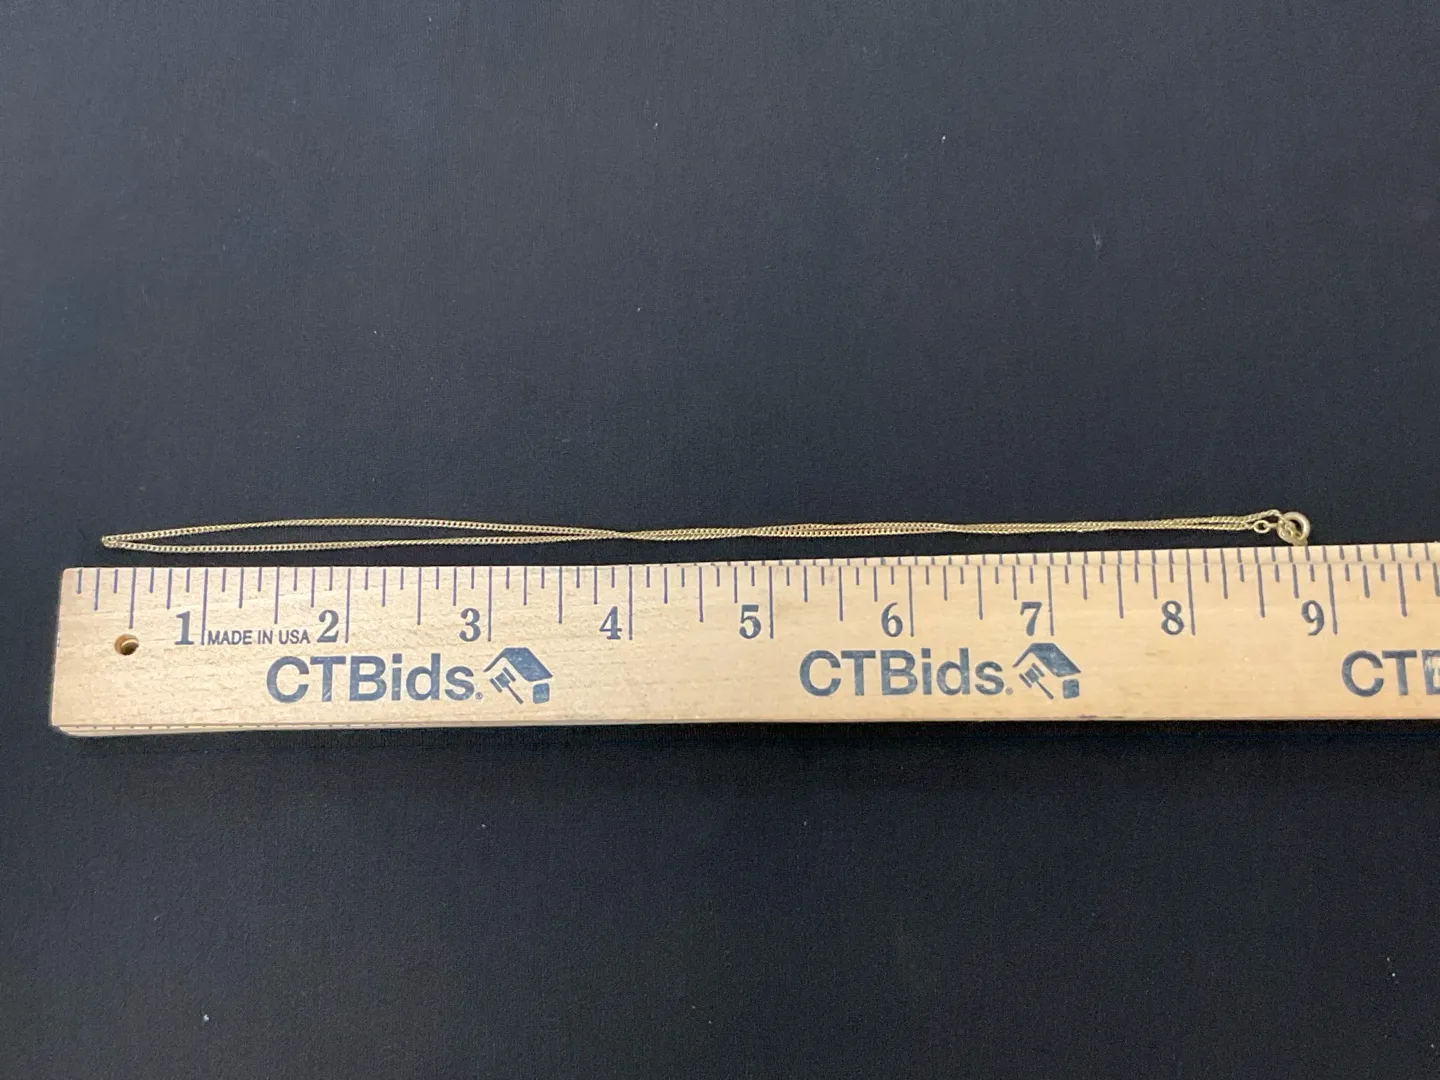 1 MADE IN USA 2 3 4 5 6 7 8 9
CTBids. CTBids. CT